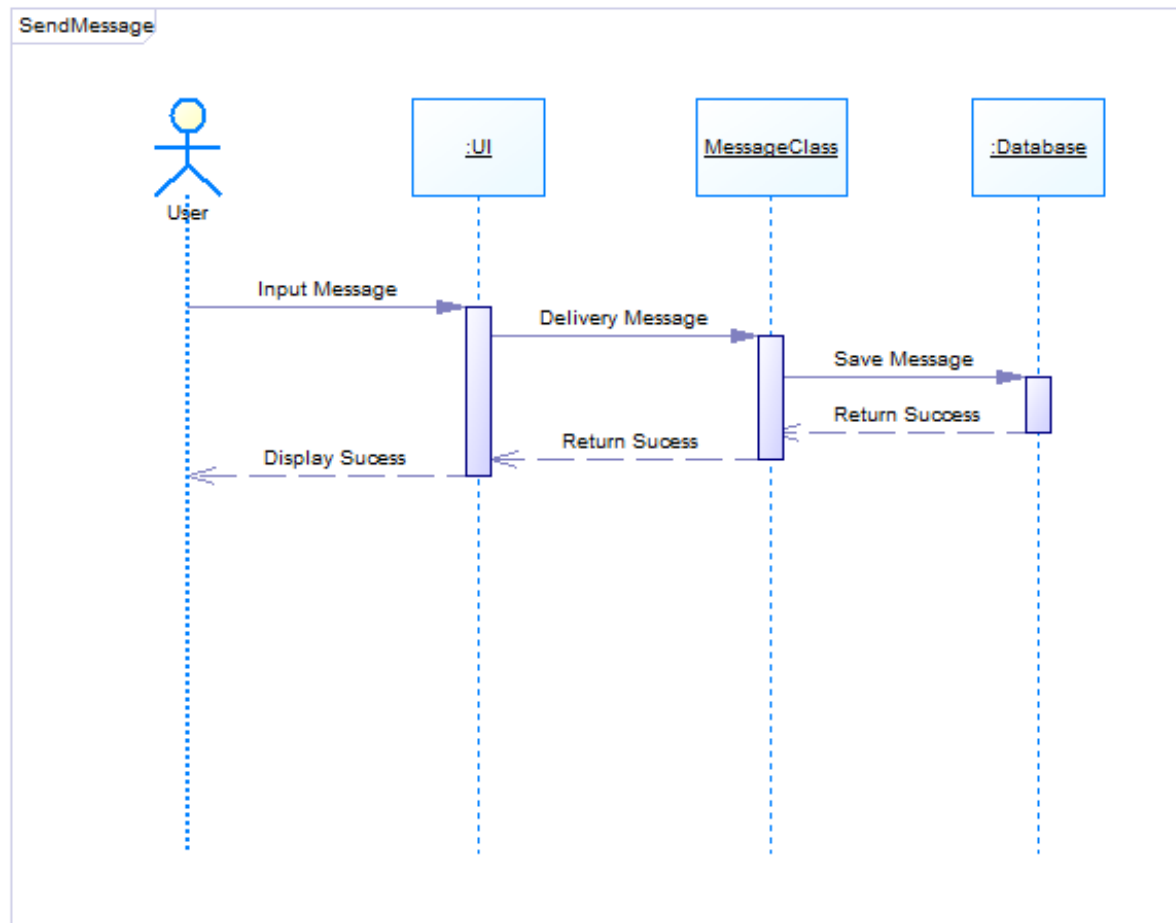 SendMessage
User
:UI
MessageClass
:Database
Input Message
Delivery Message
Save Message
Return Success
Return Sucess
Display Sucess